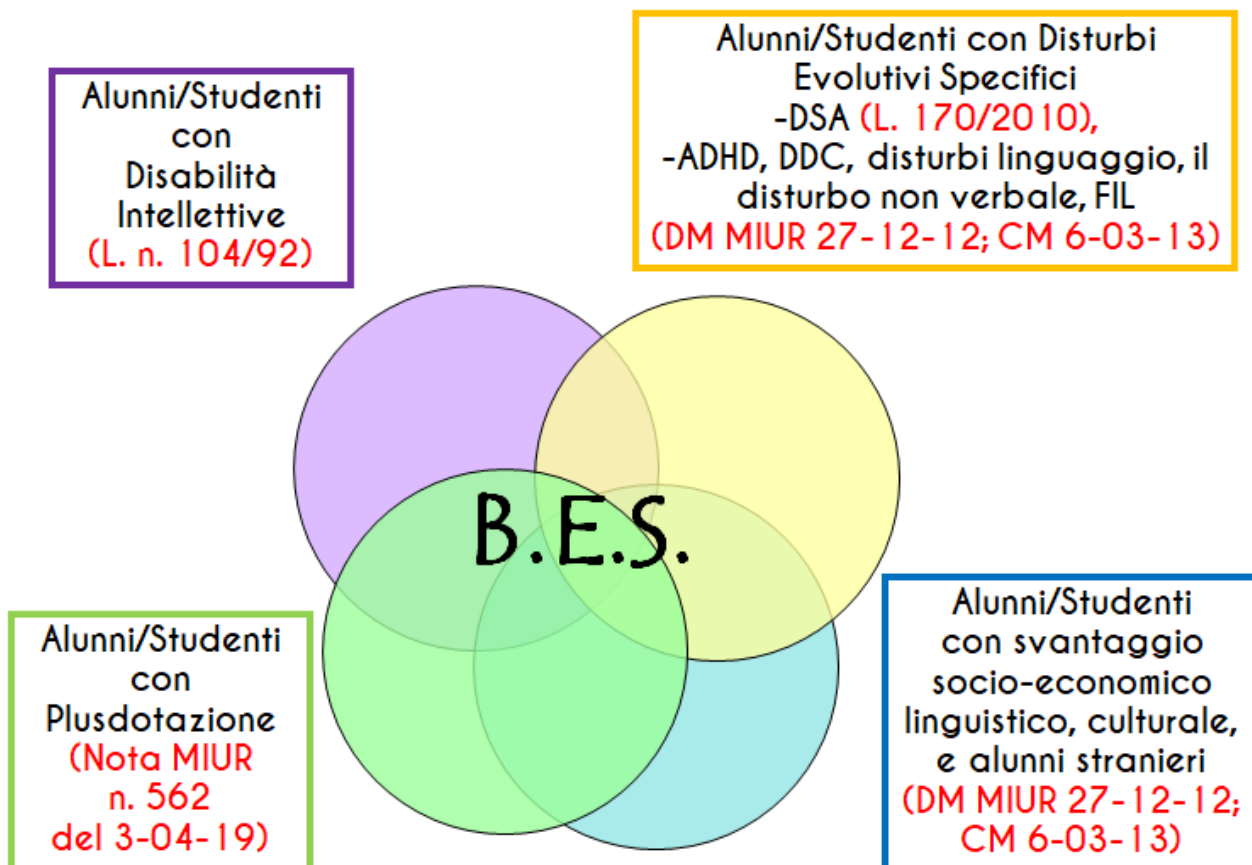 Alunni/Studenti
con
Disabilità
Intellettive
(L. n. 104/92)
Alunni/Studenti con Disturbi
Evolutivi Specifici
-DSA (L. 170/2010),
-ADHD, DDC, disturbi linguaggio, il
disturbo non verbale, FIL
(DM MIUR 27-12-12; CM 6-03-13)
B.E.S.
Alunni/Studenti
con
Plusdotazione
(Nota MIUR
n. 562
del 3-04-19)
Alunni/Studenti
con svantaggio
socio-economico
linguistico, culturale,
e alunni stranieri
(DM MIUR 27-12-12;
CM 6-03-13)